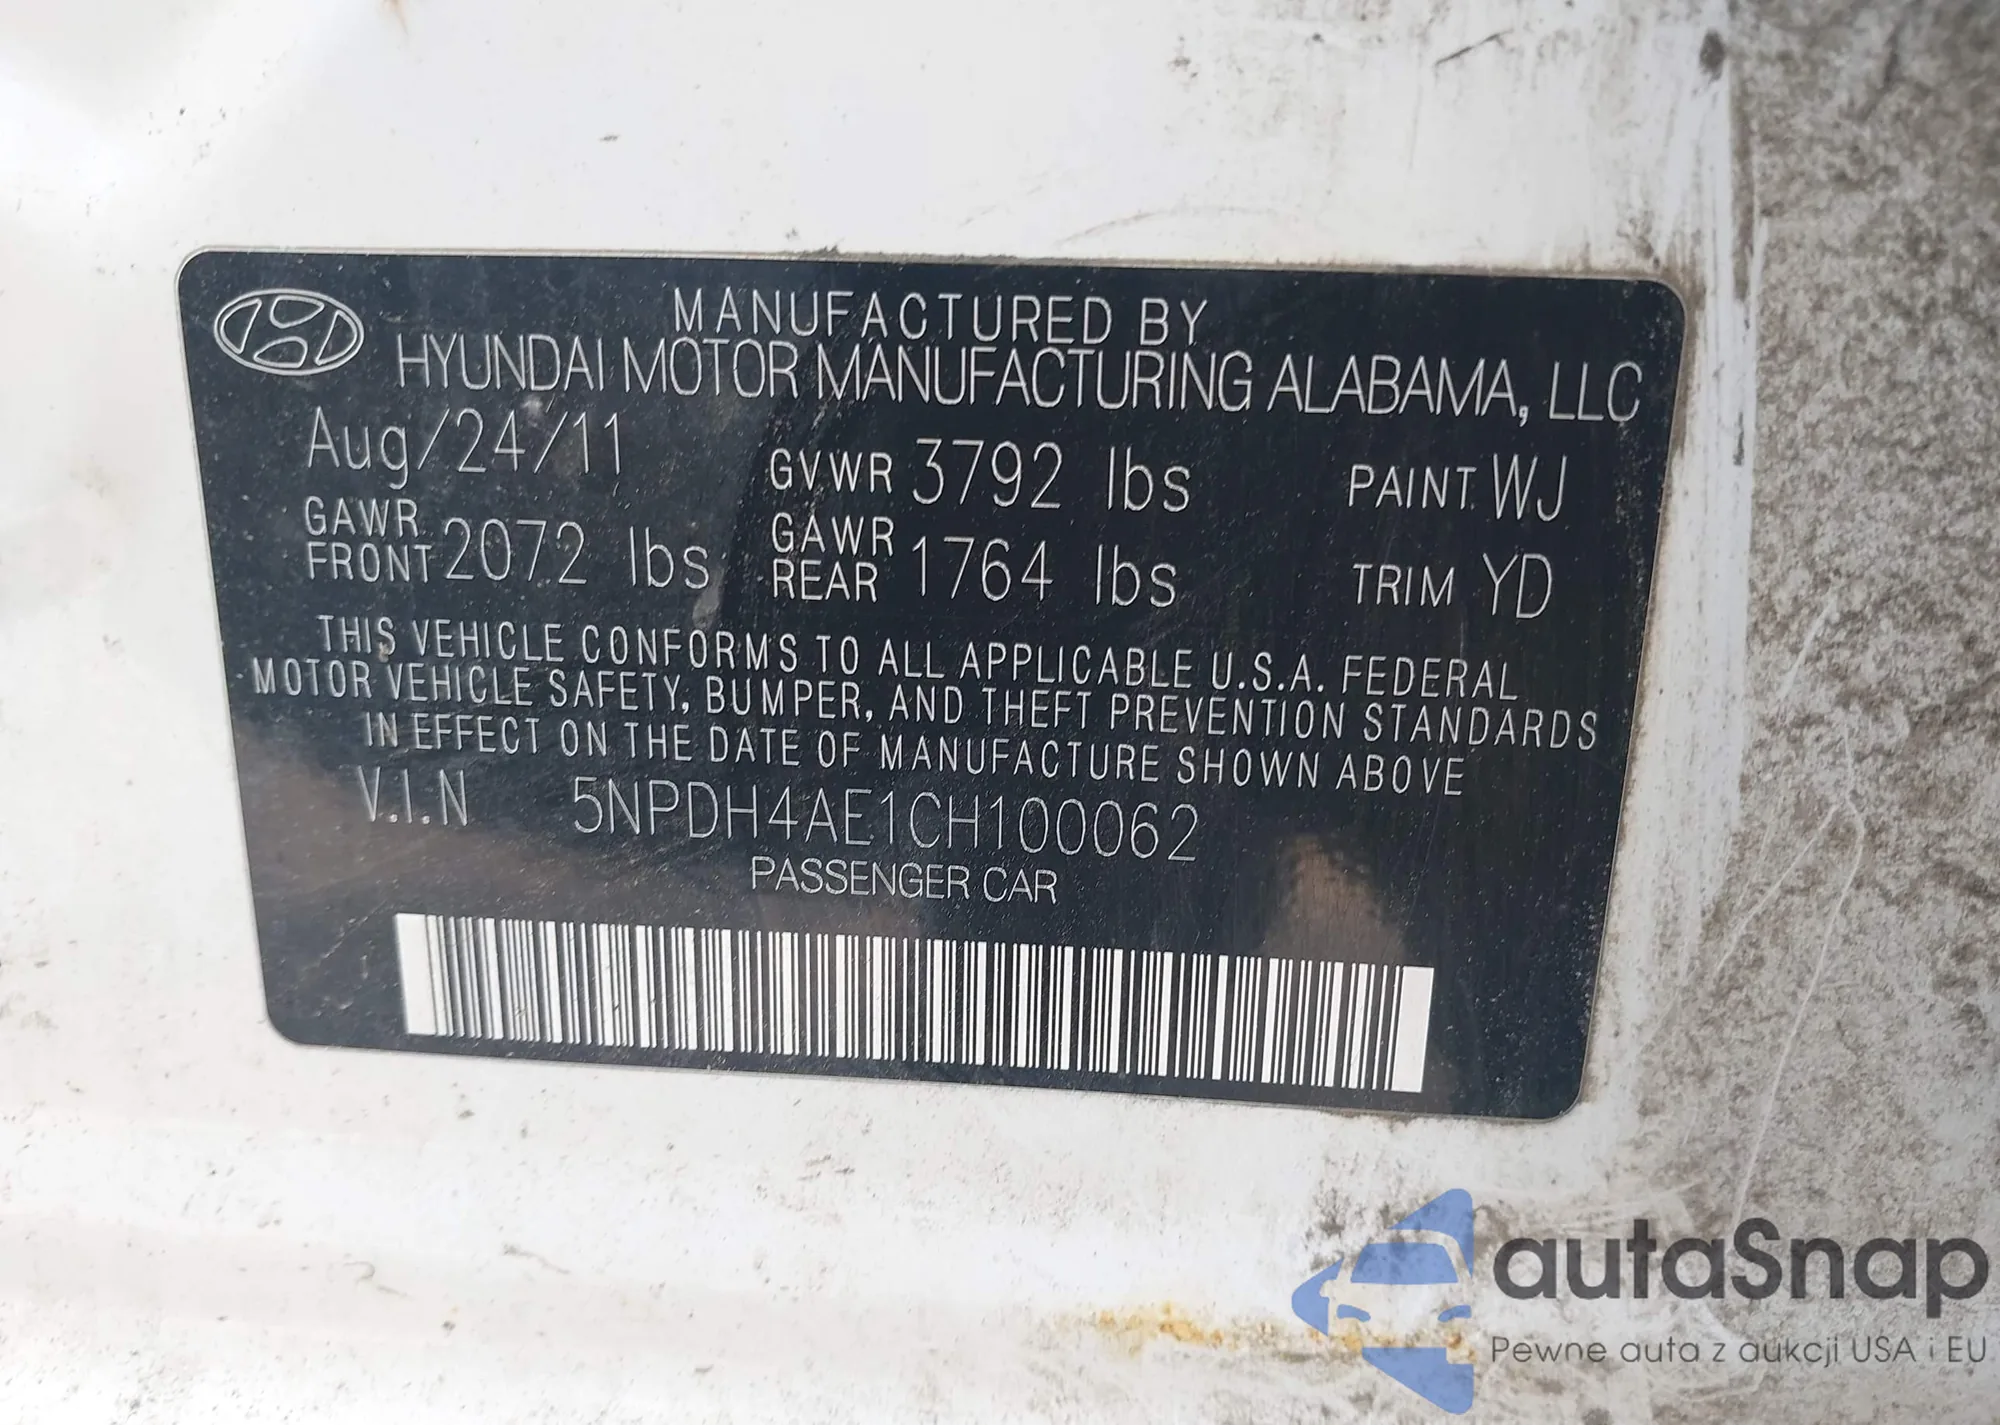 MANUFACTURED BY
HYUNDAI MOTOR MANUFACTURING ALABAMA, LLC
Aug/24/11 GVWR 3792 lbs PAINT WJ
GAWR FRONT 2072 lbs GAWR REAR 1764 lbs TRIM YD
THIS VEHICLE CONFORMS TO ALL APPLICABLE U.S.A. FEDERAL
MOTOR VEHICLE SAFETY, BUMPER, AND THEFT PREVENTION STANDARDS
IN EFFECT ON THE DATE OF MANUFACTURE SHOWN ABOVE
V.I.N 5NPDH4AE1CH100062
PASSENGER CAR
autaSnap
Pewne auta z aukcji USA i EU